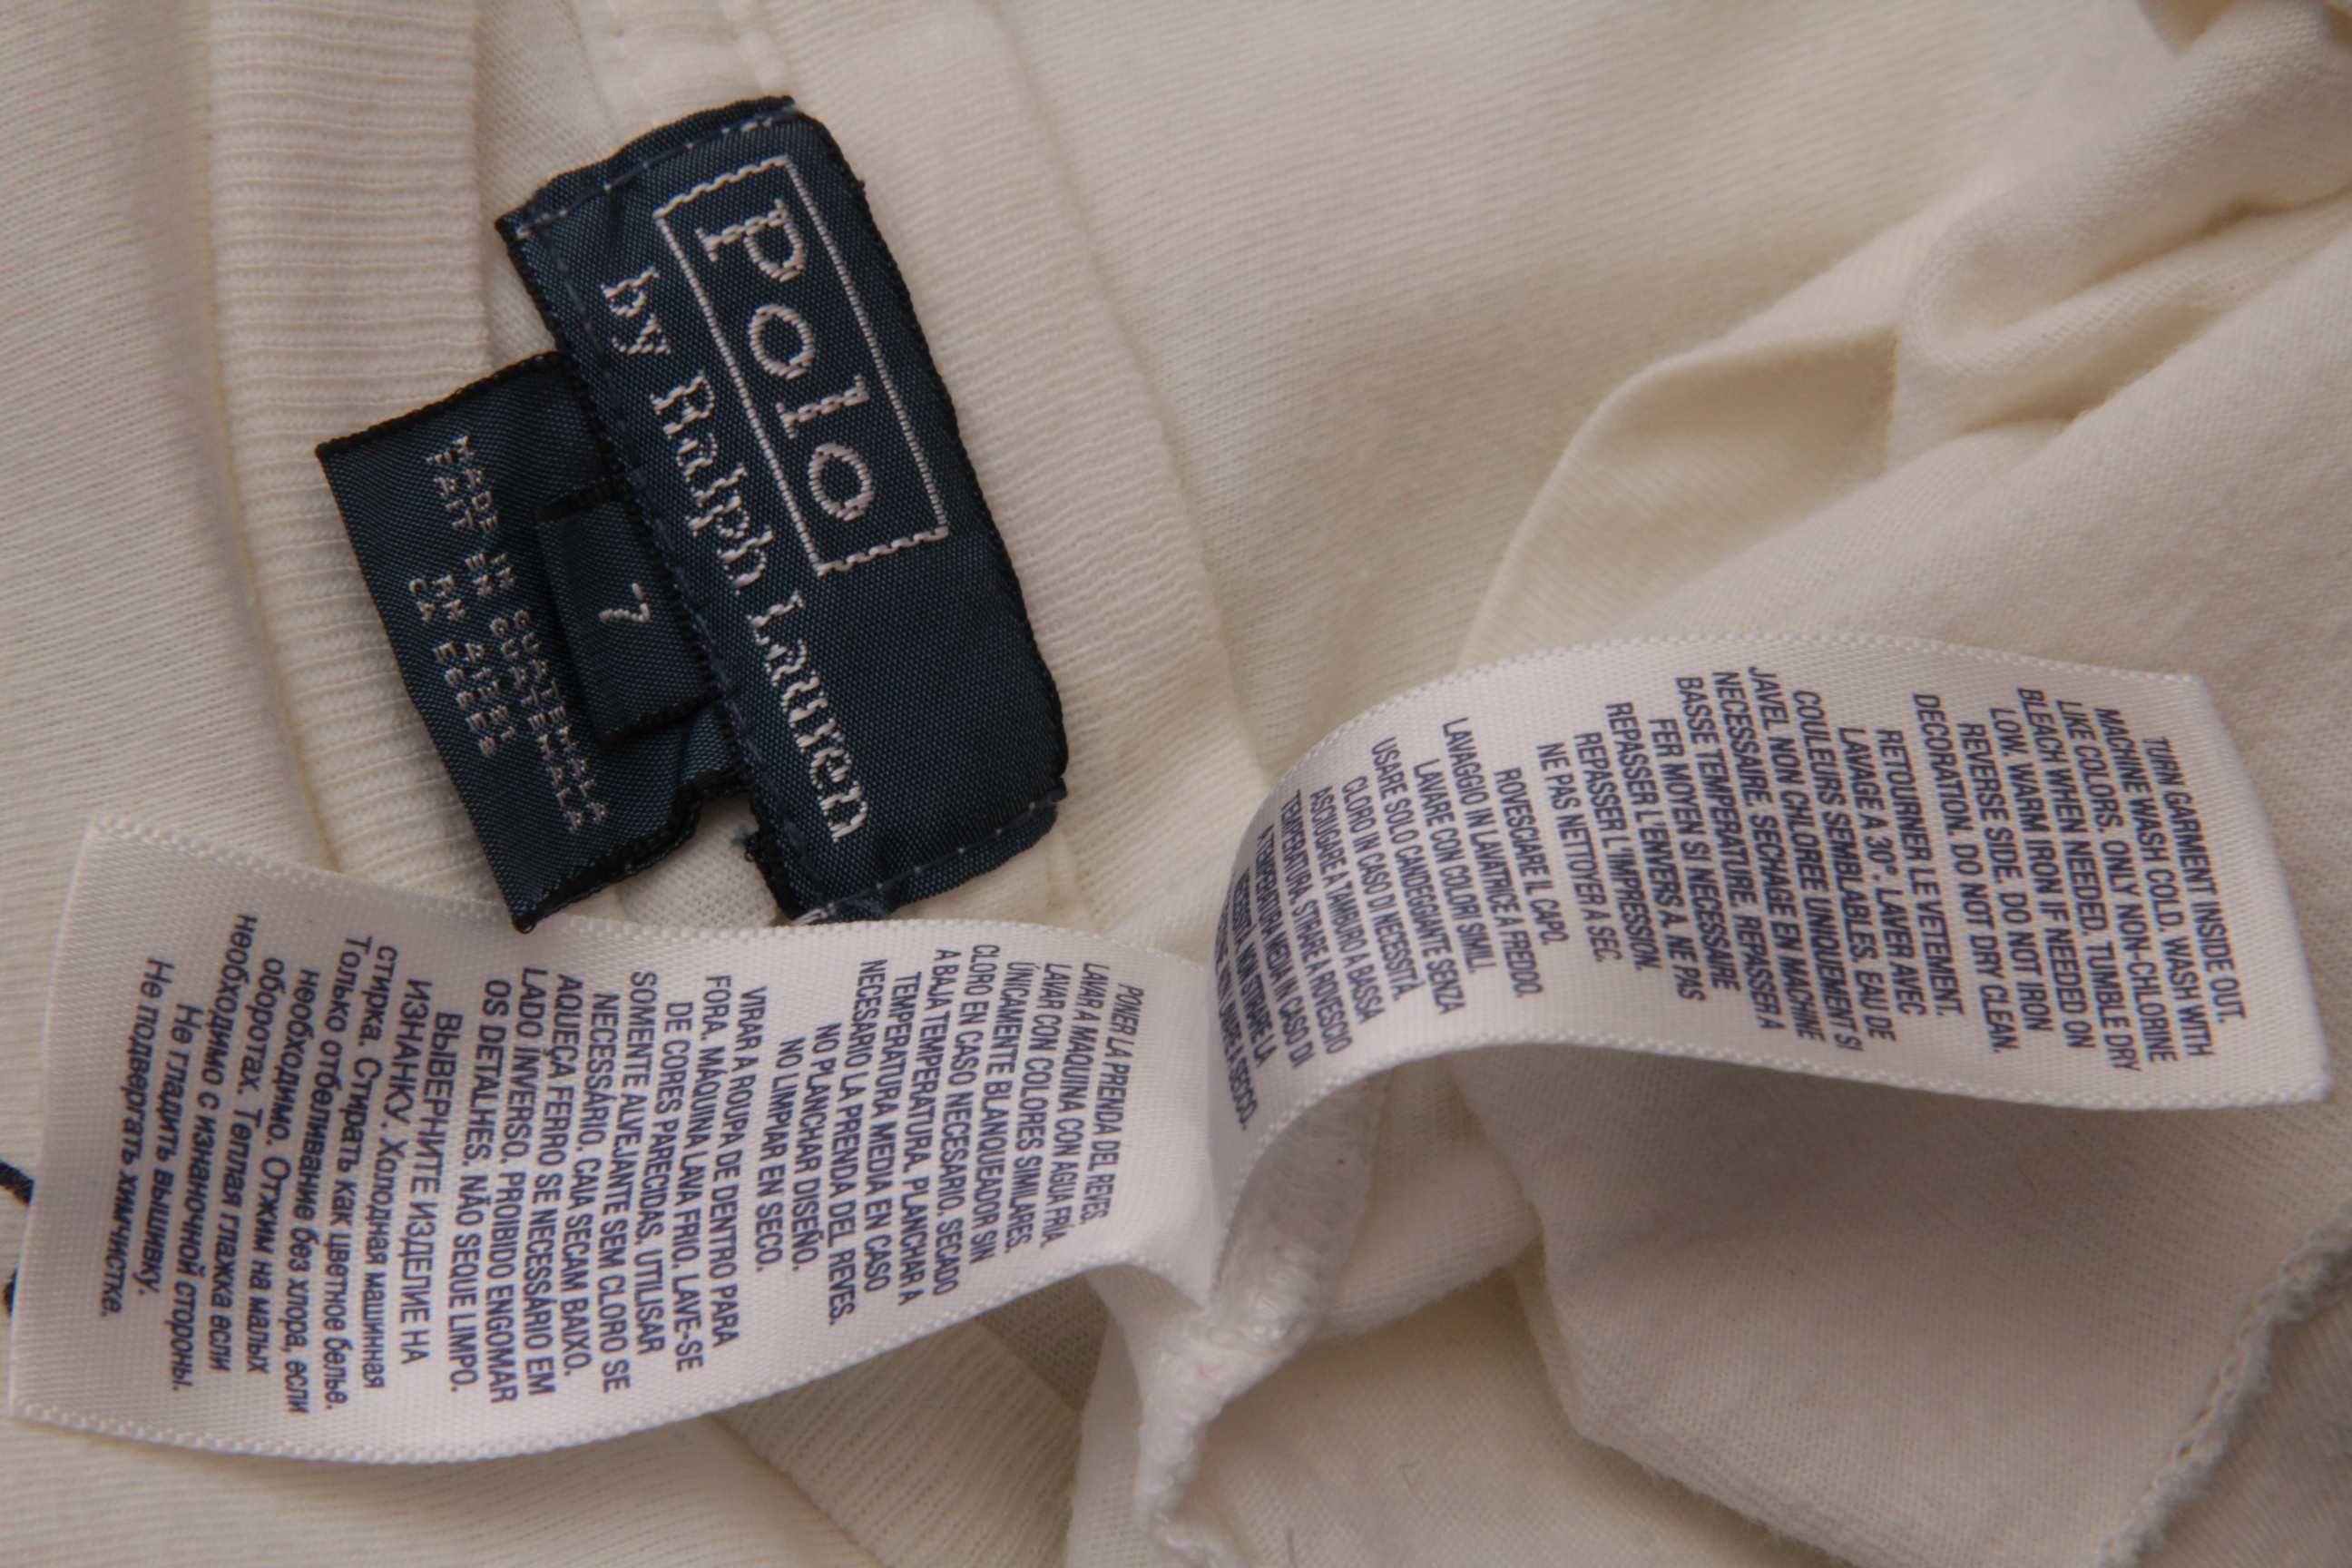 Polo
by Ralph Lauren
7
MADE IN GUATEMALA
FAIT EN GUATEMALA
RN 41381
CA
TURN GARMENT INSIDE OUT.
MACHINE WASH COLD. WASH WITH
LIKE COLORS. ONLY NON-CHLORINE
BLEACH WHEN NEEDED. TUMBLE DRY
LOW. WARM IRON IF NEEDED ON
REVERSE SIDE. DO NOT IRON
DECORATION. DO NOT DRY CLEAN.
RETOURNER LE VETEMENT.
LAVAGE A 30°. LAVER AVEC
COULEURS SEMBLABLES. EAU DE
JAVEL NON CHLOREE UNIQUEMENT SI
NECESSAIRE. SECHAGE EN MACHINE
BASSE TEMPERATURE. REPASSER A
FER MOYEN SI NECESSAIRE
REPASSER L'ENVERS A. NE PAS
REPASSER L'IMPRESSION.
NE PAS NETTOYER A SEC.
ROVESCIARE IL CAPO.
LAVAGGIO IN LAVATRICE A FREDDO.
LAVARE CON COLORI SIMILI.
USARE SOLO CANDEGGIANTE SENZA
CLORO IN CASO DI NECESSITÀ.
ASCIUGARE A TAMBURO A BASSA
TEMPERATURA. STIRARE A ROVESCIO
A TEMPERATURA MEDIA IN CASO DI
NON STIRARE LA
A SECCO.
PONER LA PRENDA DEL REVES.
LAVAR A MAQUINA CON AGUA FRÍA.
LAVAR CON COLORES SIMILARES.
ÚNICAMENTE BLANQUEADOR SIN
CLORO EN CASO NECESARIO. SECADO
A BAJA TEMPERATURA. PLANCHAR A
TEMPERATURA MEDIA EN CASO
NECESARIO LA PRENDA DEL REVES.
NO PLANCHAR DISEÑO.
NO LIMPIAR EN SECO.
VIRAR A ROUPA DE DENTRO PARA
FORA. MÁQUINA LAVA FRIO. LAVE-SE
DE CORES PARECIDAS. UTILISAR
SOMENTE ALVEJANTE SEM CLORO SE
NECESSÁRIO. CAIA SECAM BAIXO.
AQUEÇA FERRO SE NECESSÁRIO EM
LADO INVERSO. PROIBIDO ENGOMAR
OS DETALHES. NÃO SEQUE LIMPO.
ВЫВЕРНИТЕ ИЗДЕЛИЕ НА
ИЗНАНКУ. Холодная машинная
стирка. Стирать как цветное белье.
Только отбеливание без хлора, если
необходимо. Отжим на малых
оборотах. Теплая глажка если
необходимо с изнаночной стороны.
Не гладить вышивку.
Не подвергать химчистке.